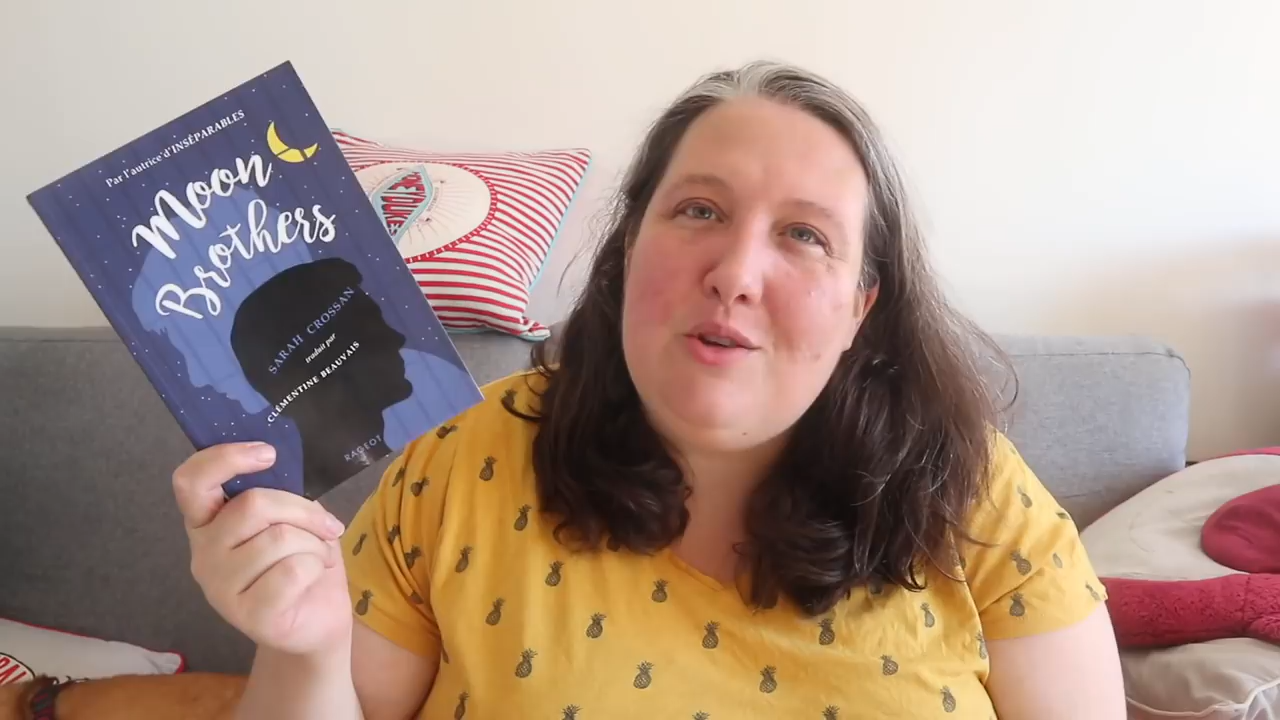 Par l'autrice d'INSÉPARABLES
Moon
Brothers
SARAH CROSSAN
traduit par
CLÉMENTINE BEAUVAIS
RAGEOT